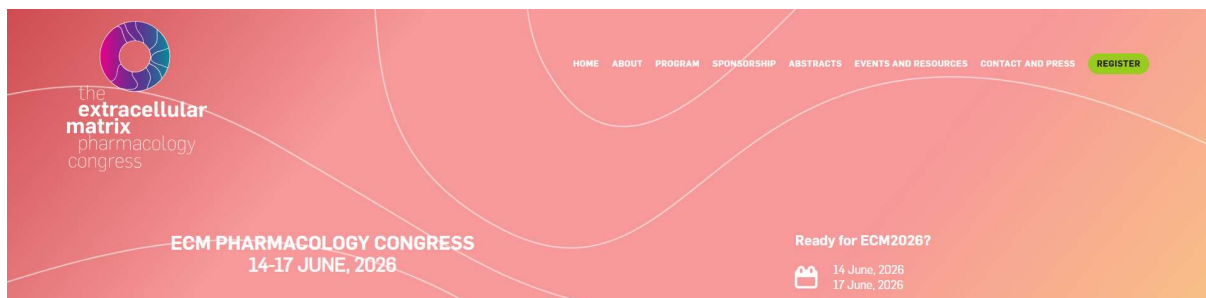 the
extracellular
matrix
pharmacology
congress
HOME ABOUT PROGRAM SPONSORSHIP ABSTRACTS EVENTS AND RESOURCES CONTACT AND PRESS REGISTER
ECM PHARMACOLOGY CONGRESS
14-17 JUNE, 2026
Ready for ECM2026?
14 June, 2026
17 June, 2026